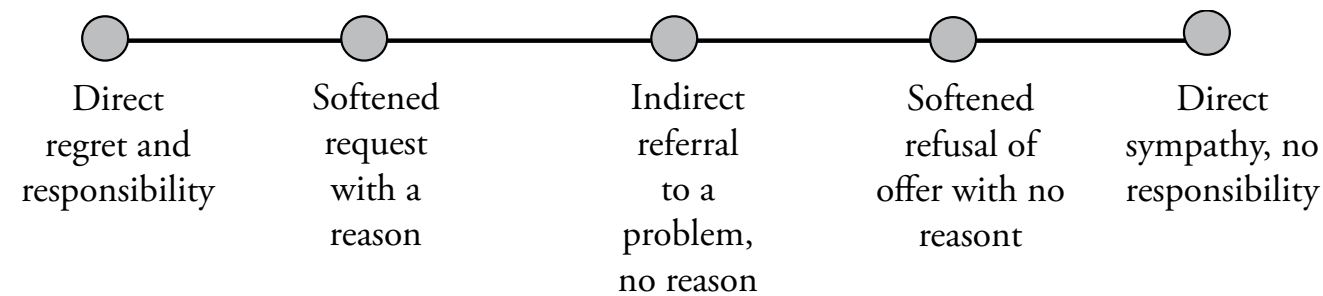 Direct
regret and
responsibility
Softened
request
with a
reason
Indirect
referral
to a
problem,
no reason
Softened
refusal of
offer with no
reasont
Direct
sympathy, no
responsibility